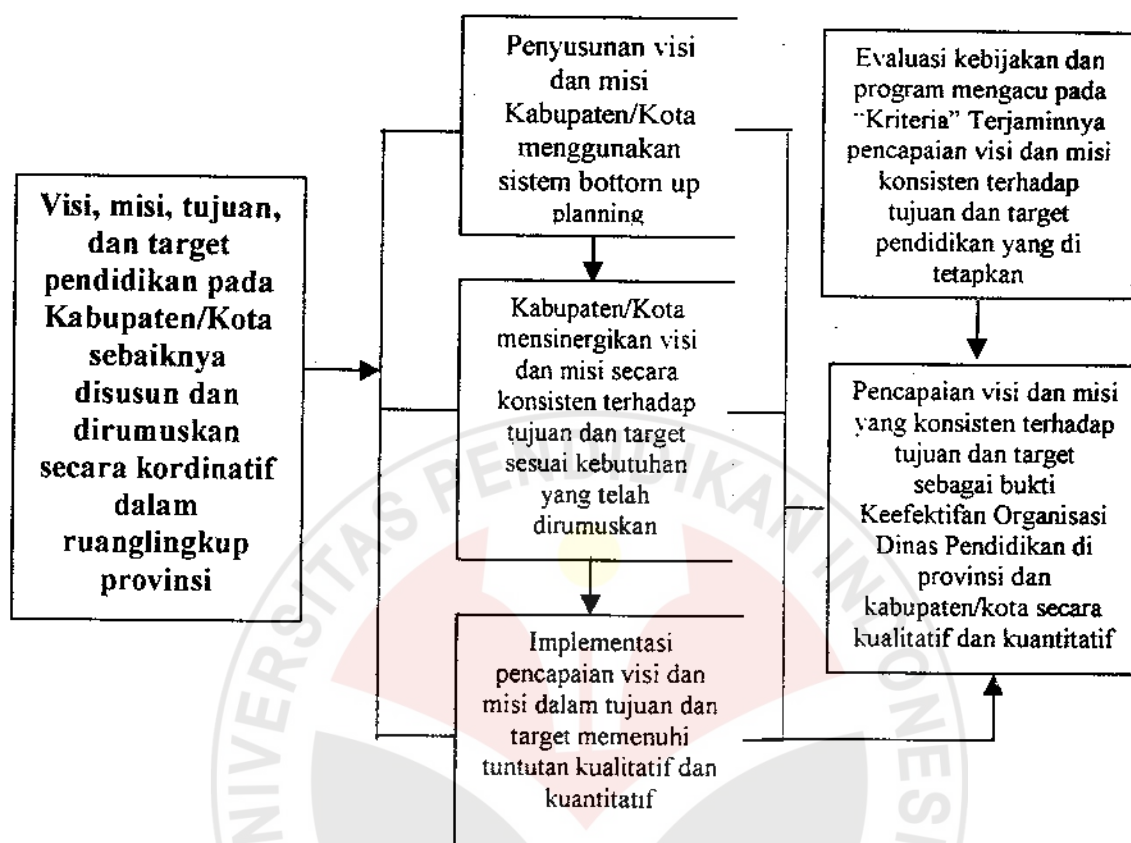 Visi, misi, tujuan,
dan target
pendidikan pada
Kabupaten/Kota
sebaiknya
disusun dan
dirumuskan
secara kordinatif
dalam
ruanglingkup
provinsi
Penyusunan visi
dan misi
Kabupaten/Kota
menggunakan
sistem bottom up
planning
Kabupaten/Kota
mensinergikan visi
dan misi secara
konsisten terhadap
tujuan dan target
sesuai kebutuhan
yang telah
dirumuskan
Implementasi
pencapaian visi dan
misi dalam tujuan dan
target memenuhi
tuntutan kualitatif dan
kuantitatif
Evaluasi kebijakan dan
program mengacu pada
"Kriteria" Terjaminnya
pencapaian visi dan misi
konsisten terhadap
tujuan dan target
pendidikan yang di
tetapkan
Pencapaian visi dan misi
yang konsisten terhadap
tujuan dan target
sebagai bukti
Keefektifan Organisasi
Dinas Pendidikan di
provinsi dan
kabupaten/kota secara
kualitatif dan kuantitatif
UNIVERSITAS PENDIDIKAN INDONESI